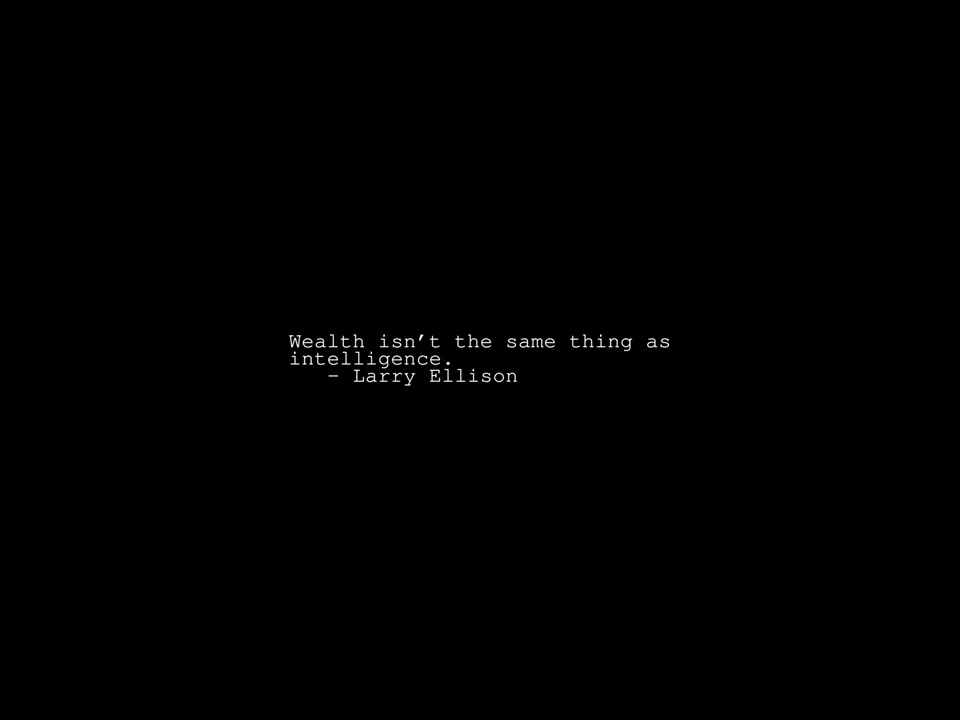 Wealth isn’t the same thing as
intelligence.
– Larry Ellison